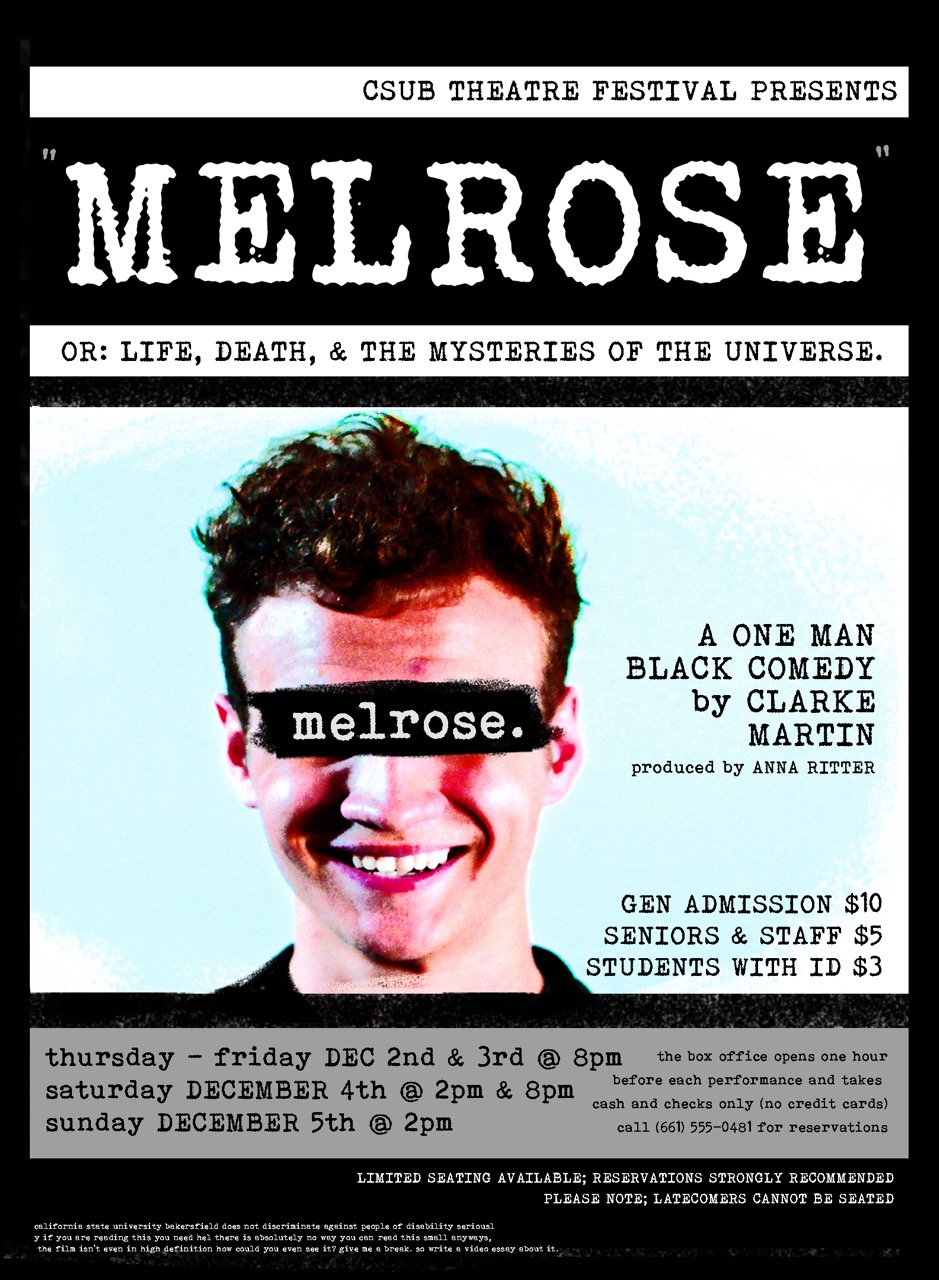 CSUB THEATRE FESTIVAL PRESENTS
"MELROSE"
OR: LIFE, DEATH, & THE MYSTERIES OF THE UNIVERSE.
melrose.
A ONE MAN
BLACK COMEDY
by CLARKE
MARTIN
produced by ANNA RITTER
GEN ADMISSION $10
SENIORS & STAFF $5
STUDENTS WITH ID $3
thursday - friday DEC 2nd & 3rd @ 8pm
saturday DECEMBER 4th @ 2pm & 8pm
sunday DECEMBER 5th @ 2pm
the box office opens one hour
before each performance and takes
cash and checks only (no credit cards)
call (661) 555-0481 for reservations
LIMITED SEATING AVAILABLE; RESERVATIONS STRONGLY RECOMMENDED
PLEASE NOTE; LATECOMERS CANNOT BE SEATED
california state university bakersfield does not discriminate against people of disability seriousl
y if you are reading this you need hel there is absolutely no way you can read this small anyways,
the film isn't even in high definition how could you even see it? give me a break. so write a video essay about it.